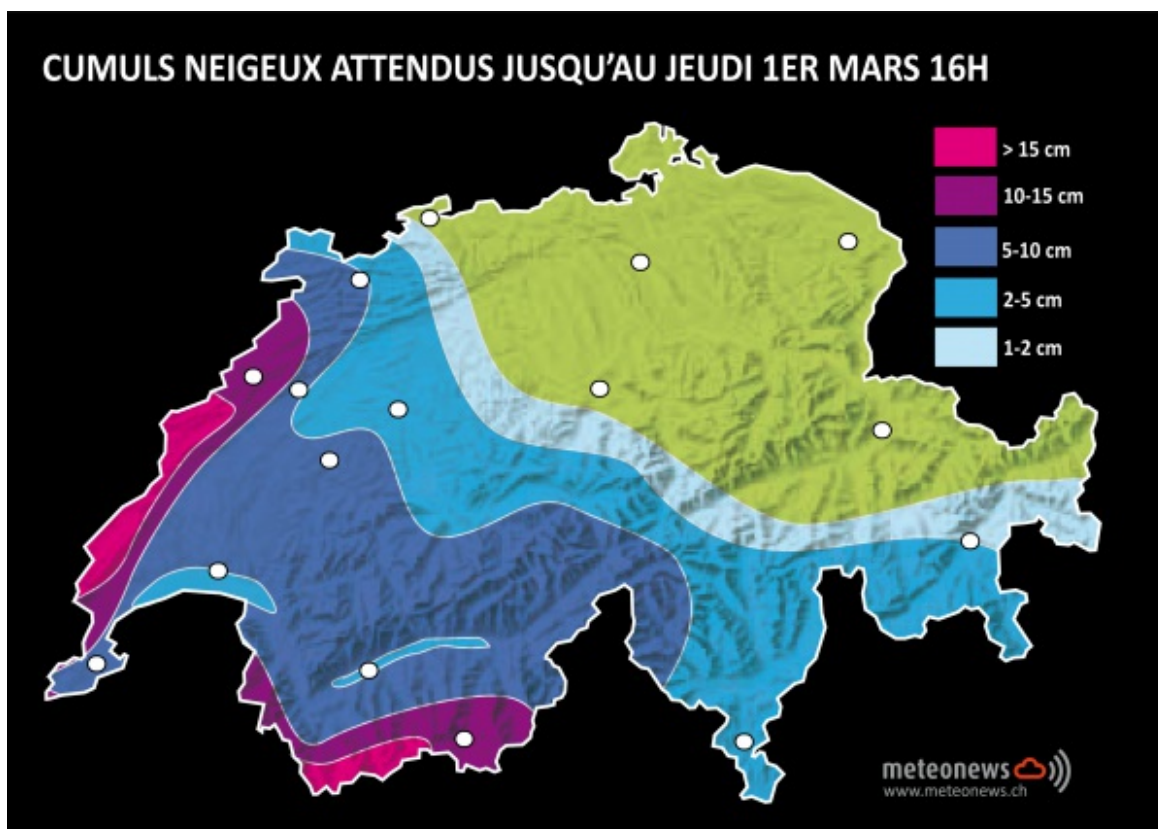 CUMULS NEIGEUX ATTENDUS JUSQU'AU JEUDI 1ER MARS 16H
> 15 cm
10-15 cm
5-10 cm
2-5 cm
1-2 cm
meteonews
www.meteonews.ch